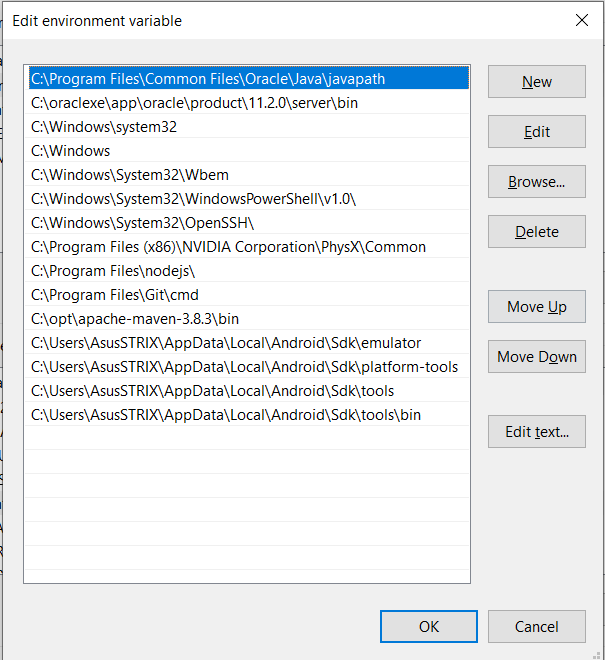 Edit environment variable
C:\Program Files\Common Files\Oracle\Java\javapath
C:\oraclexe\app\oracle\product\11.2.0\server\bin
C:\Windows\system32
C:\Windows
C:\Windows\System32\Wbem
C:\Windows\System32\WindowsPowerShell\v1.0\
C:\Windows\System32\OpenSSH\
C:\Program Files (x86)\NVIDIA Corporation\PhysX\Common
C:\Program Files\nodejs\
C:\Program Files\Git\cmd
C:\opt\apache-maven-3.8.3\bin
C:\Users\AsusSTRIX\AppData\Local\Android\Sdk\emulator
C:\Users\AsusSTRIX\AppData\Local\Android\Sdk\platform-tools
C:\Users\AsusSTRIX\AppData\Local\Android\Sdk\tools
C:\Users\AsusSTRIX\AppData\Local\Android\Sdk\tools\bin
New
Edit
Browse...
Delete
Move Up
Move Down
Edit text...
OK
Cancel